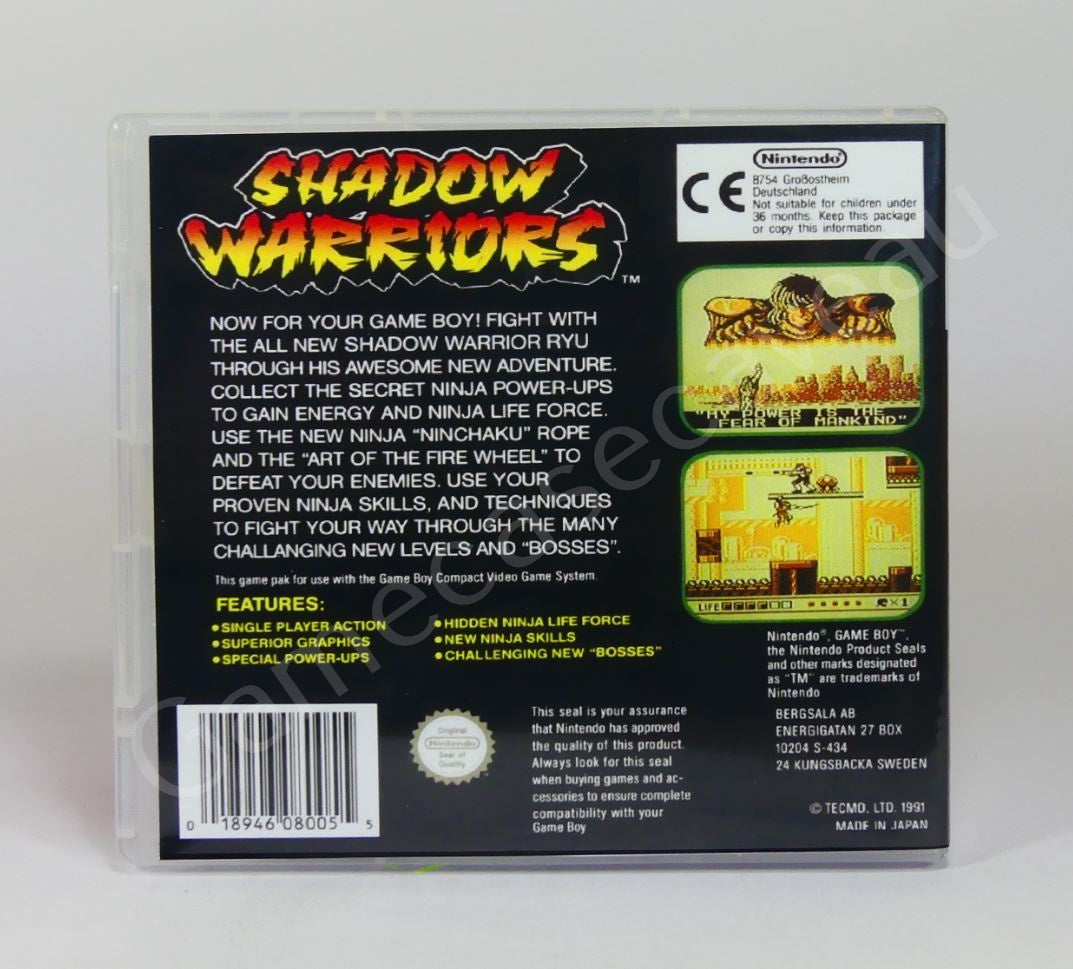 SHADOW
WARRIORS
TM
NOW FOR YOUR GAME BOY! FIGHT WITH
THE ALL NEW SHADOW WARRIOR RYU
THROUGH HIS AWESOME NEW ADVENTURE.
COLLECT THE SECRET NINJA POWER-UPS
TO GAIN ENERGY AND NINJA LIFE FORCE.
USE THE NEW NINJA “NINCHAKU” ROPE
AND THE “ART OF THE FIRE WHEEL” TO
DEFEAT YOUR ENEMIES. USE YOUR
PROVEN NINJA SKILLS, AND TECHNIQUES
TO FIGHT YOUR WAY THROUGH THE MANY
CHALLANGING NEW LEVELS AND “BOSSES”.
This game pak for use with the Game Boy Compact Video Game System.
FEATURES:
•SINGLE PLAYER ACTION
•SUPERIOR GRAPHICS
•SPECIAL POWER-UPS
•HIDDEN NINJA LIFE FORCE
•NEW NINJA SKILLS
•CHALLENGING NEW “BOSSES”
CE
Nintendo
8754 Großostheim
Deutschland
Not suitable for children under
36 months. Keep this package
or copy this information.
"MY POWER IS THE
FEAR OF MANKIND"
LIFE
×1
Nintendo®, GAME BOY™,
the Nintendo Product Seals
and other marks designated
as “TM” are trademarks of
Nintendo
BERGSALA AB
ENERGIGATAN 27 BOX
10204 S-434
24 KUNGSBACKA SWEDEN
© TECMO, LTD. 1991
MADE IN JAPAN
Original
Nintendo
Seal of
Quality
This seal is your assurance
that Nintendo has approved
the quality of this product.
Always look for this seal
when buying games and ac-
cessories to ensure complete
compatibility with your
Game Boy
0 18946 08005 5
Gamecasecaveau